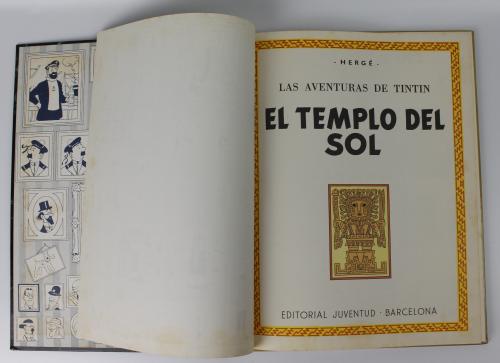 - HERGÉ -
LAS AVENTURAS DE TINTIN
EL TEMPLO DEL
SOL
EDITORIAL JUVENTUD - BARCELONA